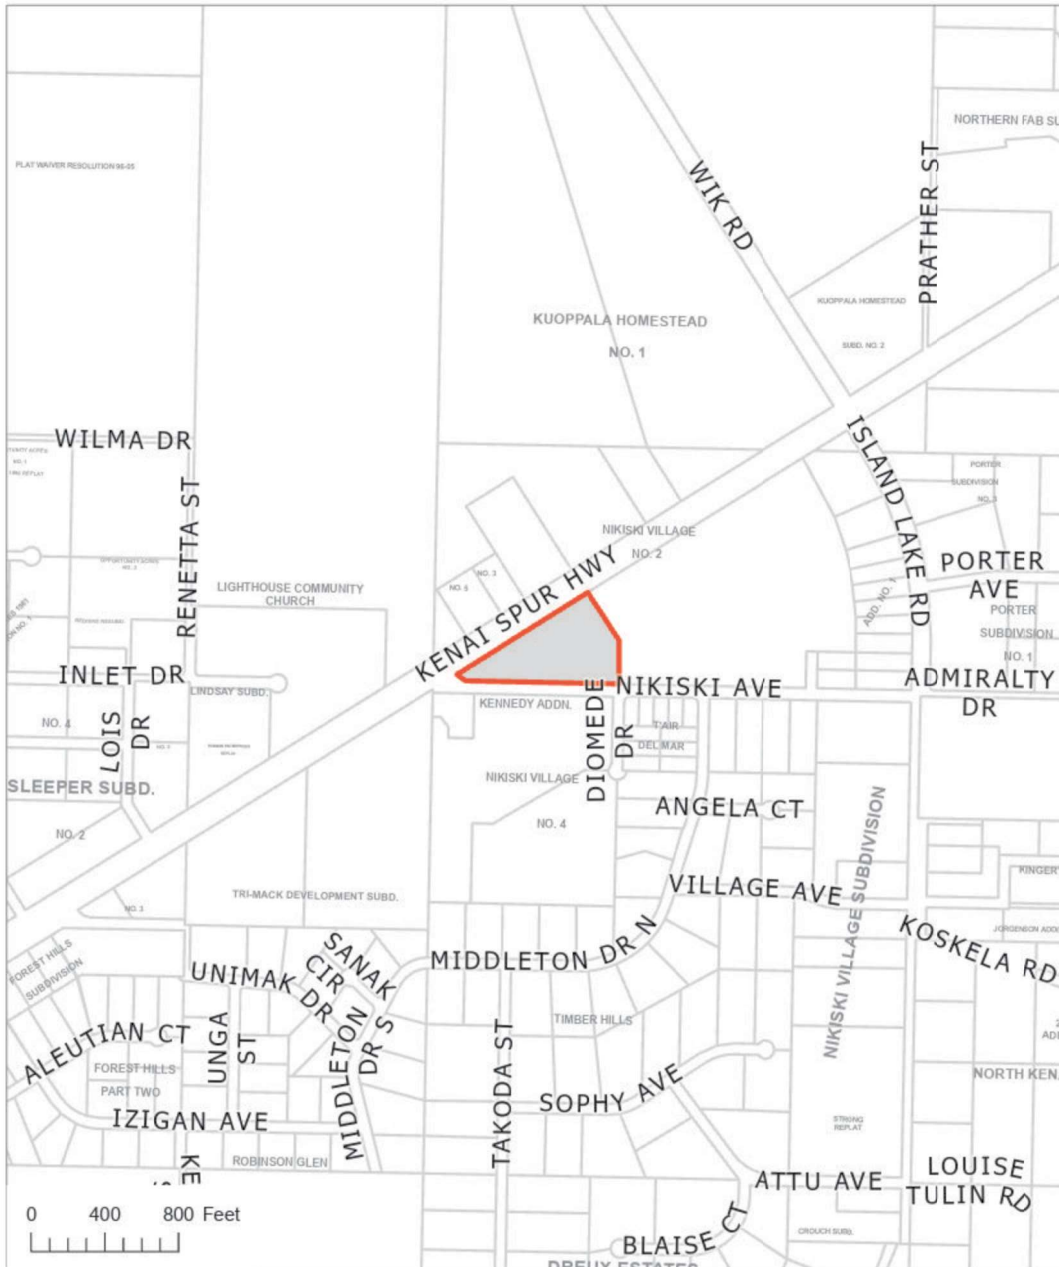 NORTHERN FAB SU
PLAT WAIVER RESOLUTION 96-05
WIK RD
PRATHER ST
KUOPPALA HOMESTEAD
SUBD. NO. 2
KUOPPALA HOMESTEAD
NO. 1
WILMA DR
NO. 1
ISLAND LAKE RD
PORTER
SUBDIVISION
NO. 3
RENETTA ST
NIKISKI VILLAGE
NO. 2
KENAI SPUR HWY
NO. 3
NO. 5
PORTER
AVE
LIGHTHOUSE COMMUNITY
CHURCH
ADD. NO. 1
PORTER
SUBDIVISION
NO. 1
INLET DR
LINDSAY SUBD.
NIKISKI AVE
ADMIRALTY
DR
KENNEDY ADDN.
DIOMEDE
DR
NO. 4
LOIS
DR
T'AIR
DEL MAR
NIKISKI VILLAGE
NO. 4
SLEEPER SUBD.
NO. 2
ANGELA CT
NIKISKI VILLAGE SUBDIVISION
VILLAGE AVE
KINGERY
TRI-MACK DEVELOPMENT SUBD.
NO. 3
KOSKELA RD
JORGENSON ADDN
FOREST HILLS
SUBDIVISION
SANAK
CIR
MIDDLETON DR N
UNIMAK DR
MIDDLETON
DR S
TIMBER HILLS
ALEUTIAN CT
UNGA
ST
FOREST HILLS
PART TWO
TAKODA ST
SOPHY AVE
NORTH KEN
IZIGAN AVE
STRONG
REPLAT
ROBINSON GLEN
KE
ATTU AVE
LOUISE
TULIN RD
0 400 800 Feet
CROUCH SUBD.
BLAISE CT
DREUX ESTATES